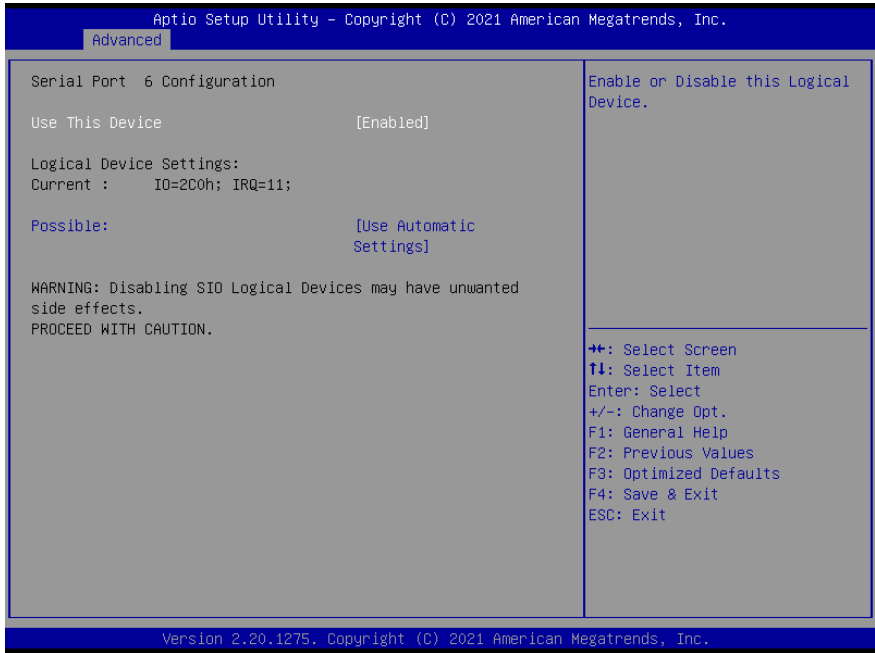 Aptio Setup Utility – Copyright (C) 2021 American Megatrends, Inc.
Advanced
Serial Port  6 Configuration
Use This Device [Enabled]
Logical Device Settings:
Current :     IO=2C0h; IRQ=11;
Possible: [Use Automatic
Settings]
WARNING: Disabling SIO Logical Devices may have unwanted
side effects.
PROCEED WITH CAUTION.
Enable or Disable this Logical
Device.
→←: Select Screen
↑↓: Select Item
Enter: Select
+/-: Change Opt.
F1: General Help
F2: Previous Values
F3: Optimized Defaults
F4: Save & Exit
ESC: Exit
Version 2.20.1275. Copyright (C) 2021 American Megatrends, Inc.